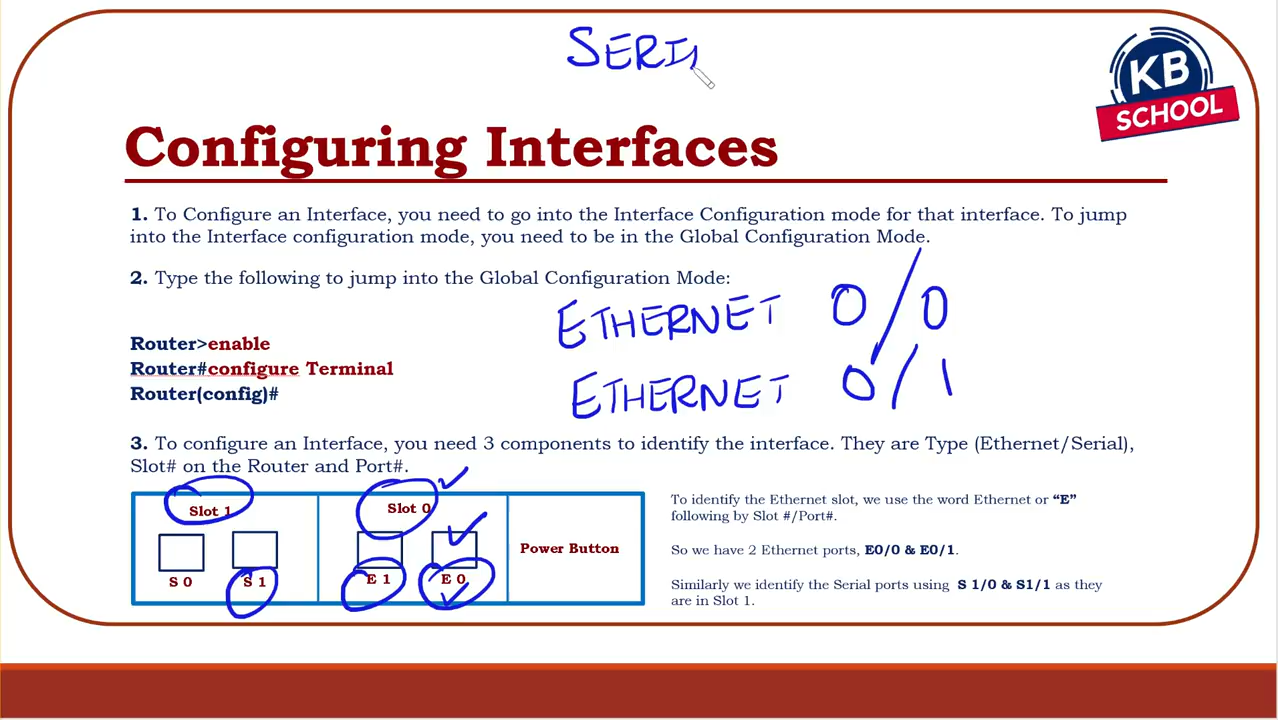 SERIA
KB
SCHOOL
Configuring Interfaces
1. To Configure an Interface, you need to go into the Interface Configuration mode for that interface. To jump
into the Interface configuration mode, you need to be in the Global Configuration Mode.
2. Type the following to jump into the Global Configuration Mode:
ETHERNET 0/0
Router>enable
Router#configure Terminal
Router(config)#
ETHERNET 0/1
3. To configure an Interface, you need 3 components to identify the interface. They are Type (Ethernet/Serial),
Slot# on the Router and Port#.
Slot 1
Slot 0
S 0
S 1
E 1
E 0
Power Button
To identify the Ethernet slot, we use the word Ethernet or “E”
following by Slot #/Port#.
So we have 2 Ethernet ports, E0/0 & E0/1.
Similarly we identify the Serial ports using S 1/0 & S1/1 as they
are in Slot 1.